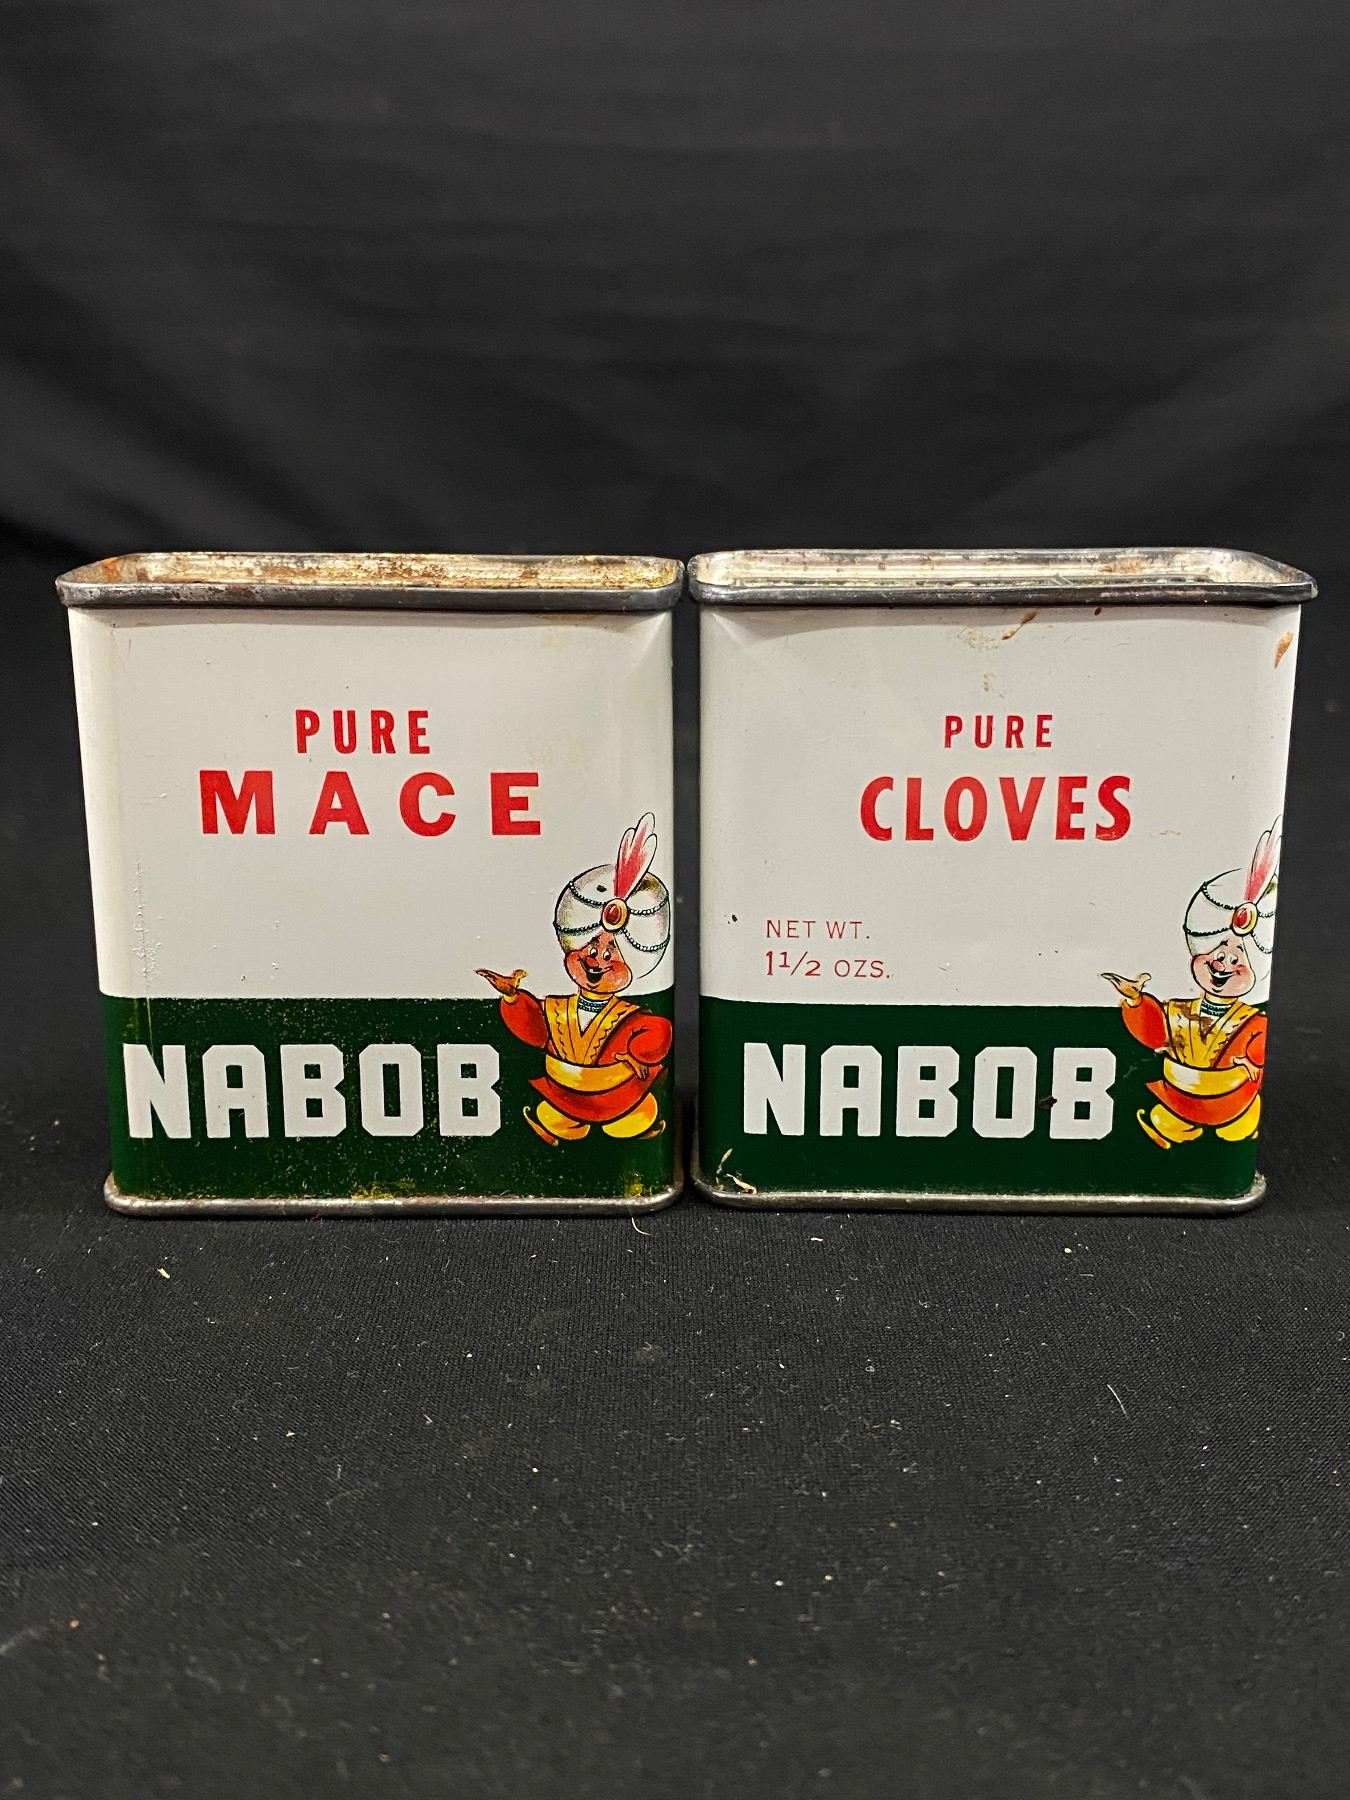 PURE
MACE
NABOB
PURE
CLOVES
NET WT.
1 1/2 OZS.
NABOB